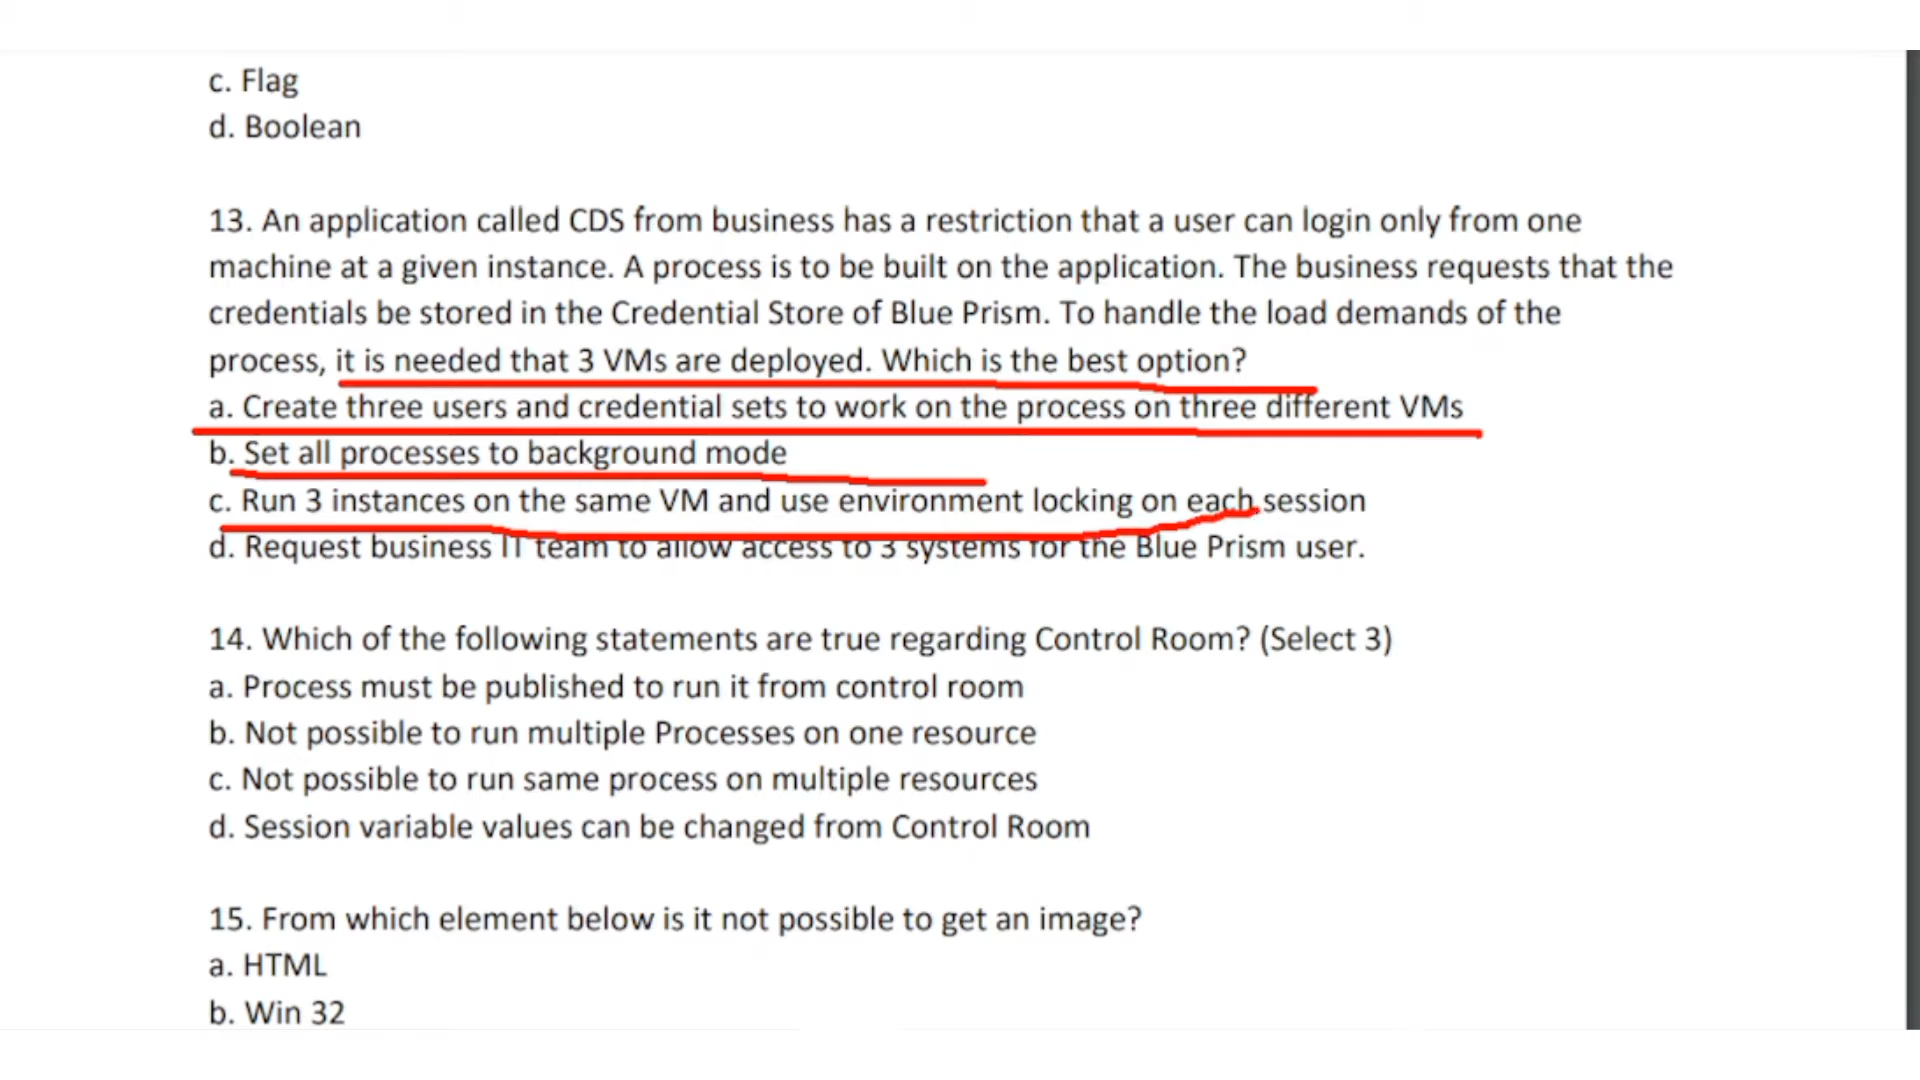 c. Flag
d. Boolean
13. An application called CDS from business has a restriction that a user can login only from one
machine at a given instance. A process is to be built on the application. The business requests that the
credentials be stored in the Credential Store of Blue Prism. To handle the load demands of the
process, it is needed that 3 VMs are deployed. Which is the best option?
a. Create three users and credential sets to work on the process on three different VMs
b. Set all processes to background mode
c. Run 3 instances on the same VM and use environment locking on each session
d. Request business IT team to allow access to 3 systems for the Blue Prism user.
14. Which of the following statements are true regarding Control Room? (Select 3)
a. Process must be published to run it from control room
b. Not possible to run multiple Processes on one resource
c. Not possible to run same process on multiple resources
d. Session variable values can be changed from Control Room
15. From which element below is it not possible to get an image?
a. HTML
b. Win 32